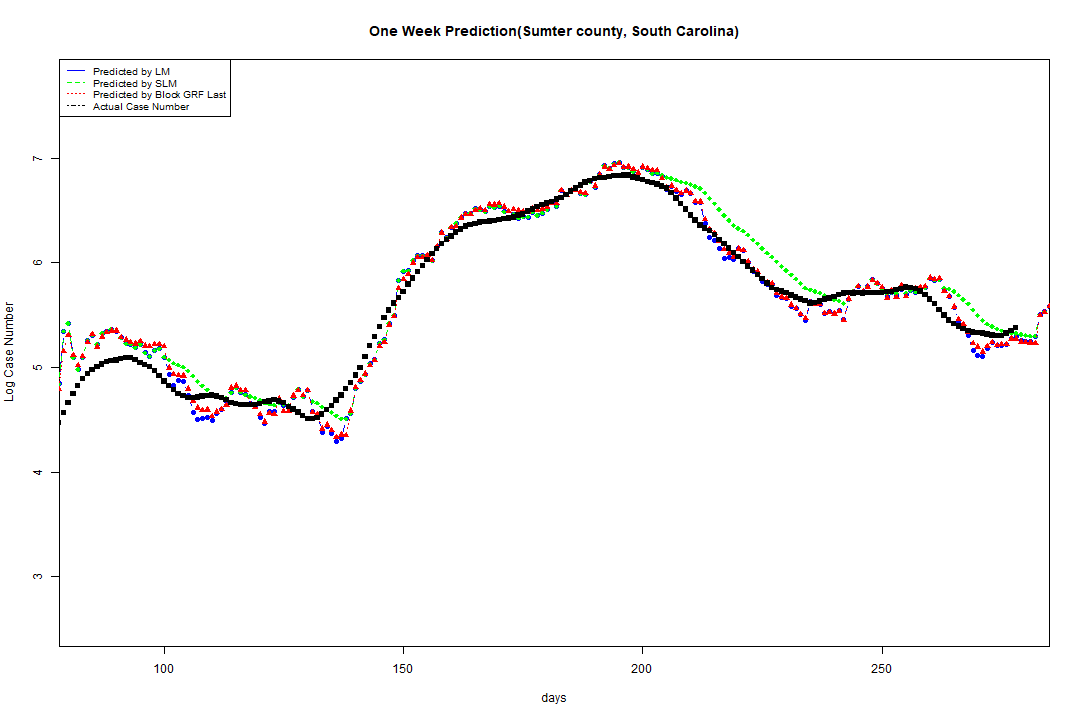 One Week Prediction(Sumter county, South Carolina)
Predicted by LM
Predicted by SLM
Predicted by Block GRF Last
Actual Case Number
7
6
5
4
3
Log Case Number
100 150 200 250
days